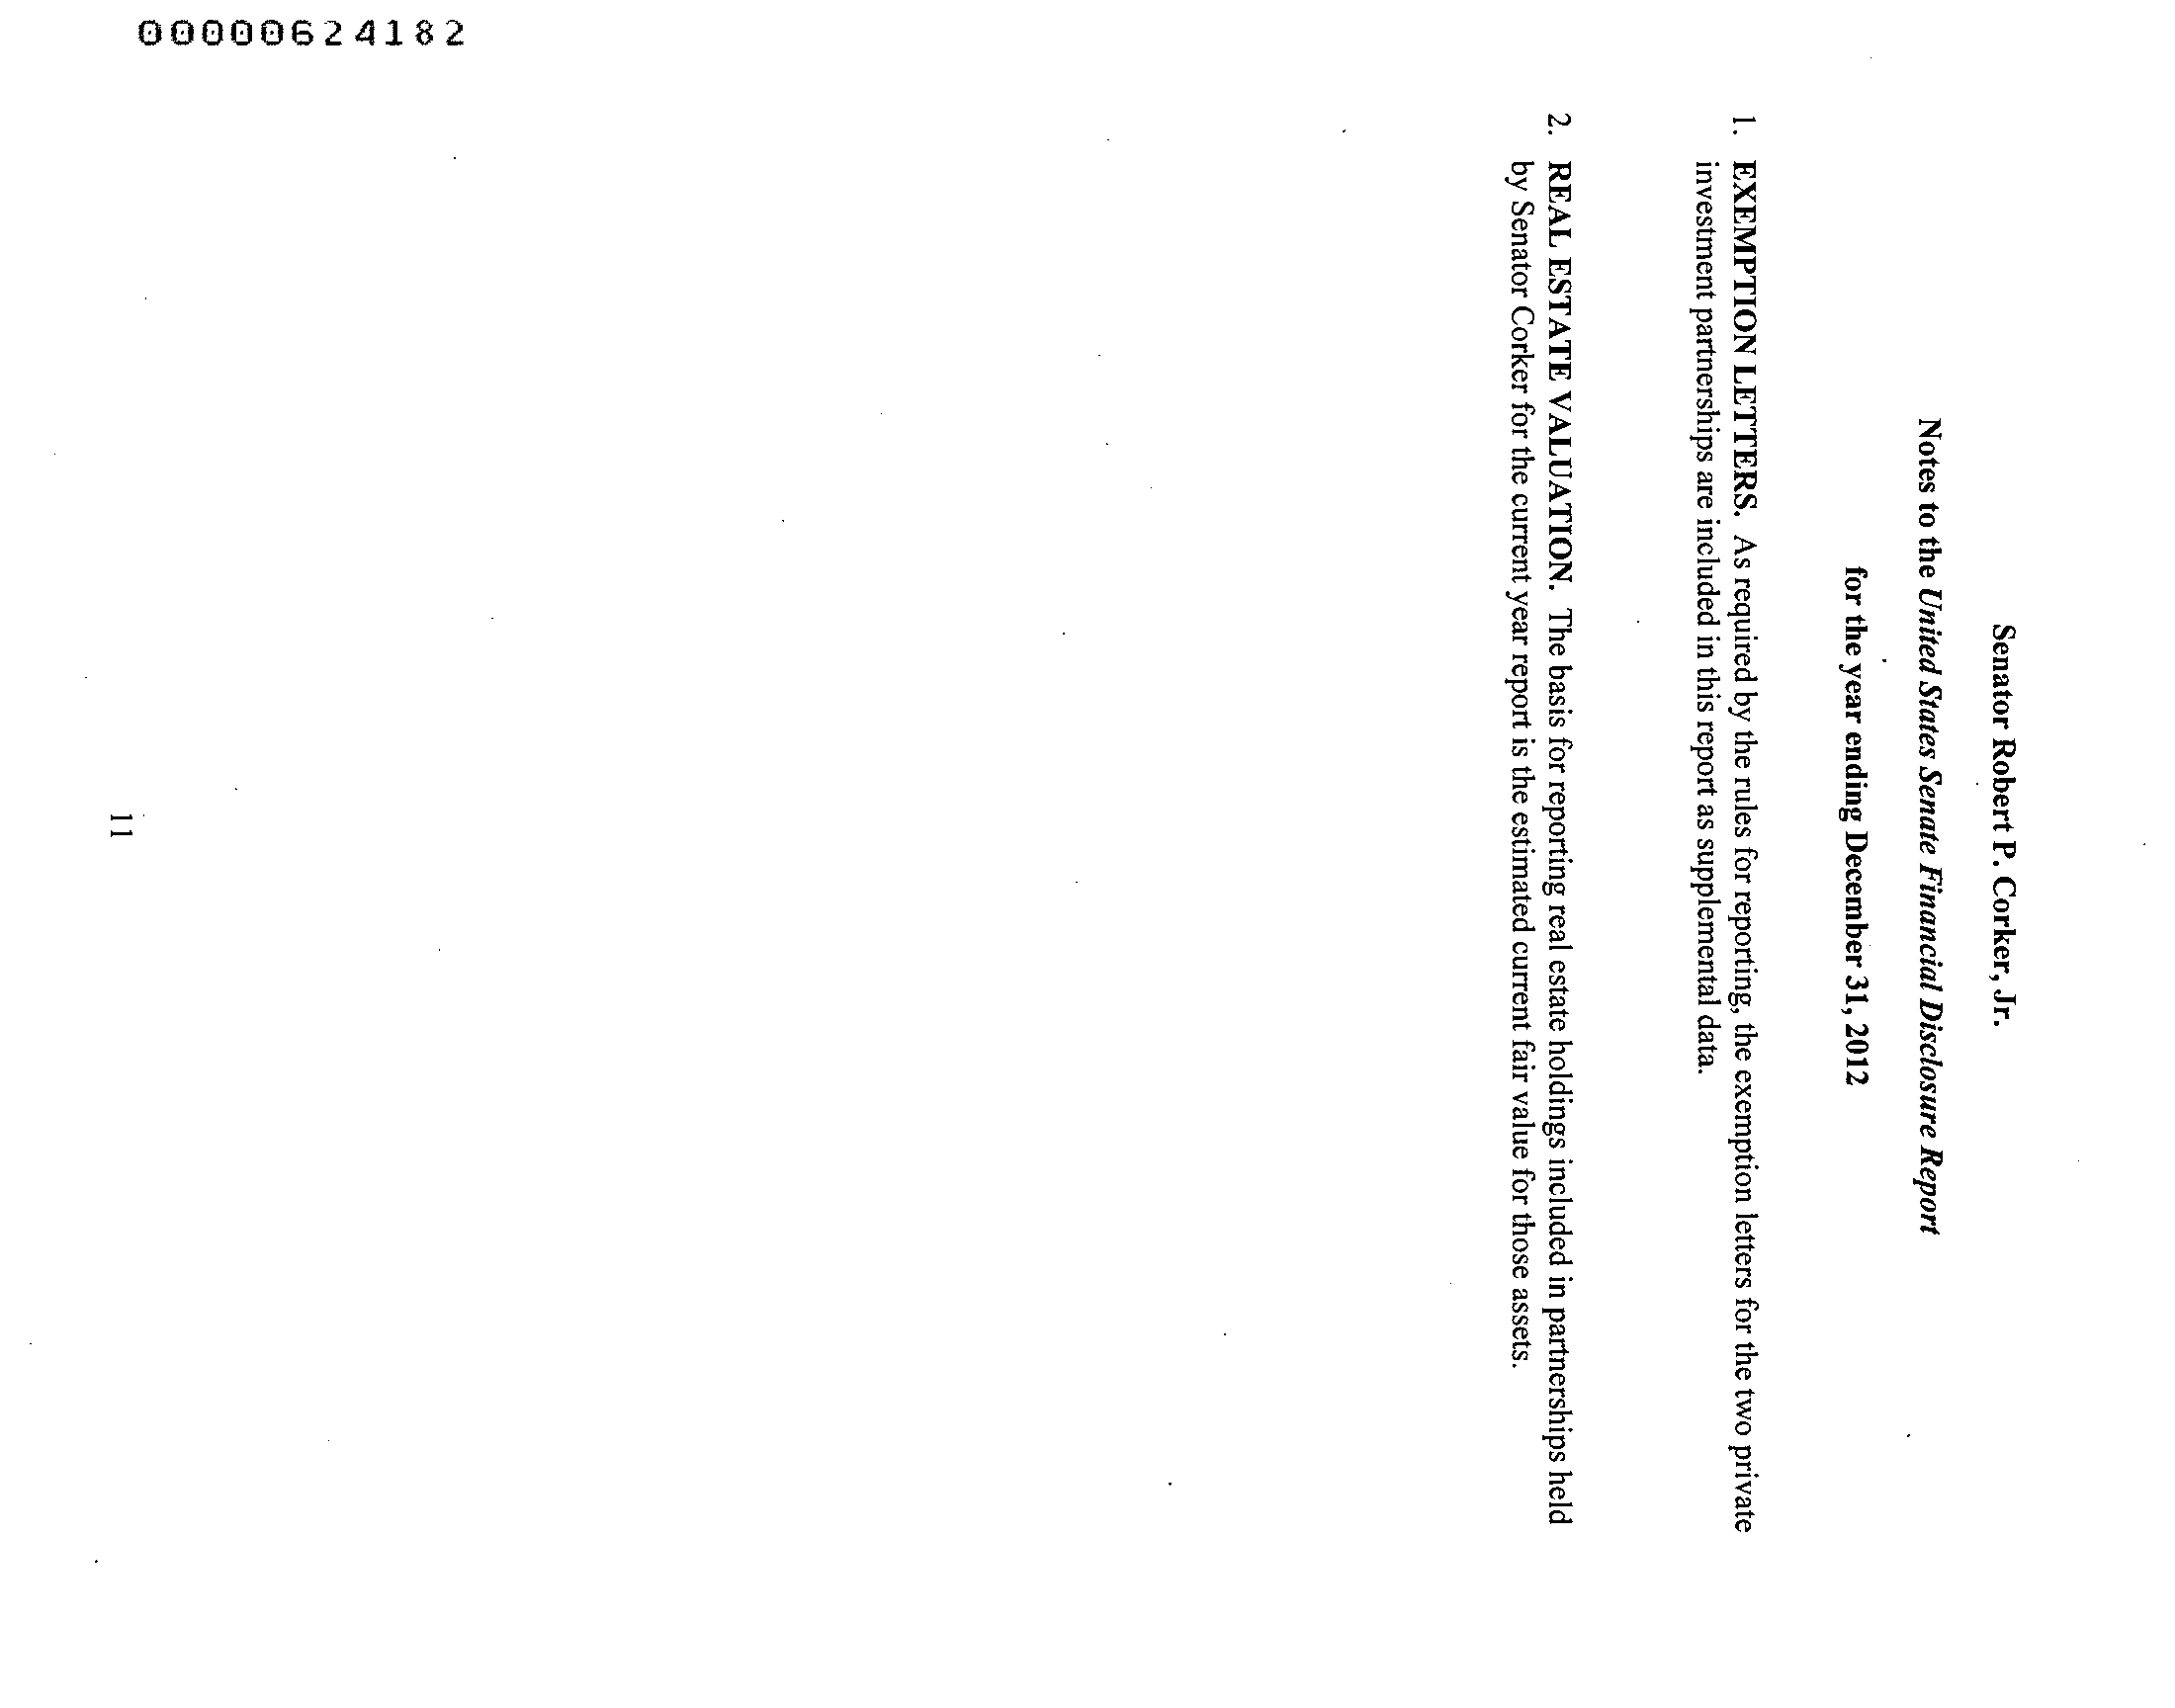 Senator Robert P. Corker, Jr.
Notes to the United States Senate Financial Disclosure Report
for the year ending December 31, 2012
1. EXEMPTION LETTERS. As required by the rules for reporting, the exemption letters for the two private
investment partnerships are included in this report as supplemental data.
2. REAL ESTATE VALUATION. The basis for reporting real estate holdings included in partnerships held
by Senator Corker for the current year report is the estimated current fair value for those assets.
11
00000624182